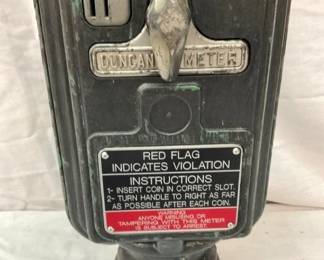 DUNCAN METER
RED FLAG
INDICATES VIOLATION
INSTRUCTIONS
1- INSERT COIN IN CORRECT SLOT.
2- TURN HANDLE TO RIGHT AS FAR
AS POSSIBLE AFTER EACH COIN.
WARNING
ANYONE MISUSING OR
TAMPERING WITH THIS METER
IS SUBJECT TO ARREST.